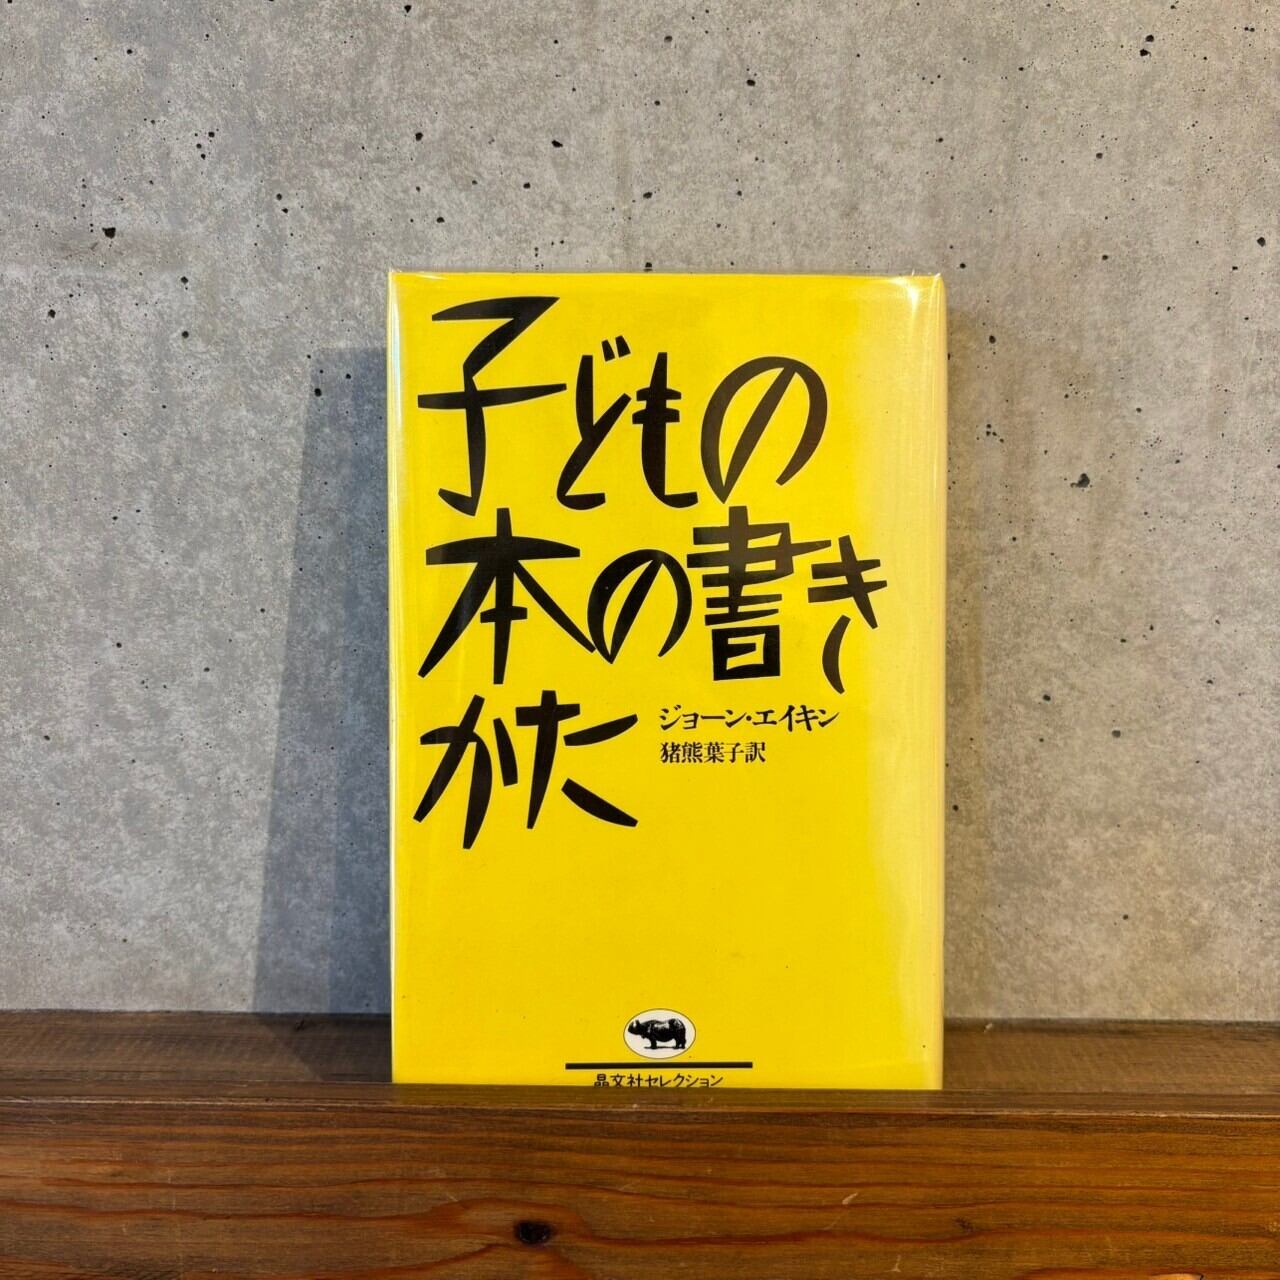 子どもの
本の書き
かた
ジョーン・エイキン
猪熊葉子訳
晶文社セレクション